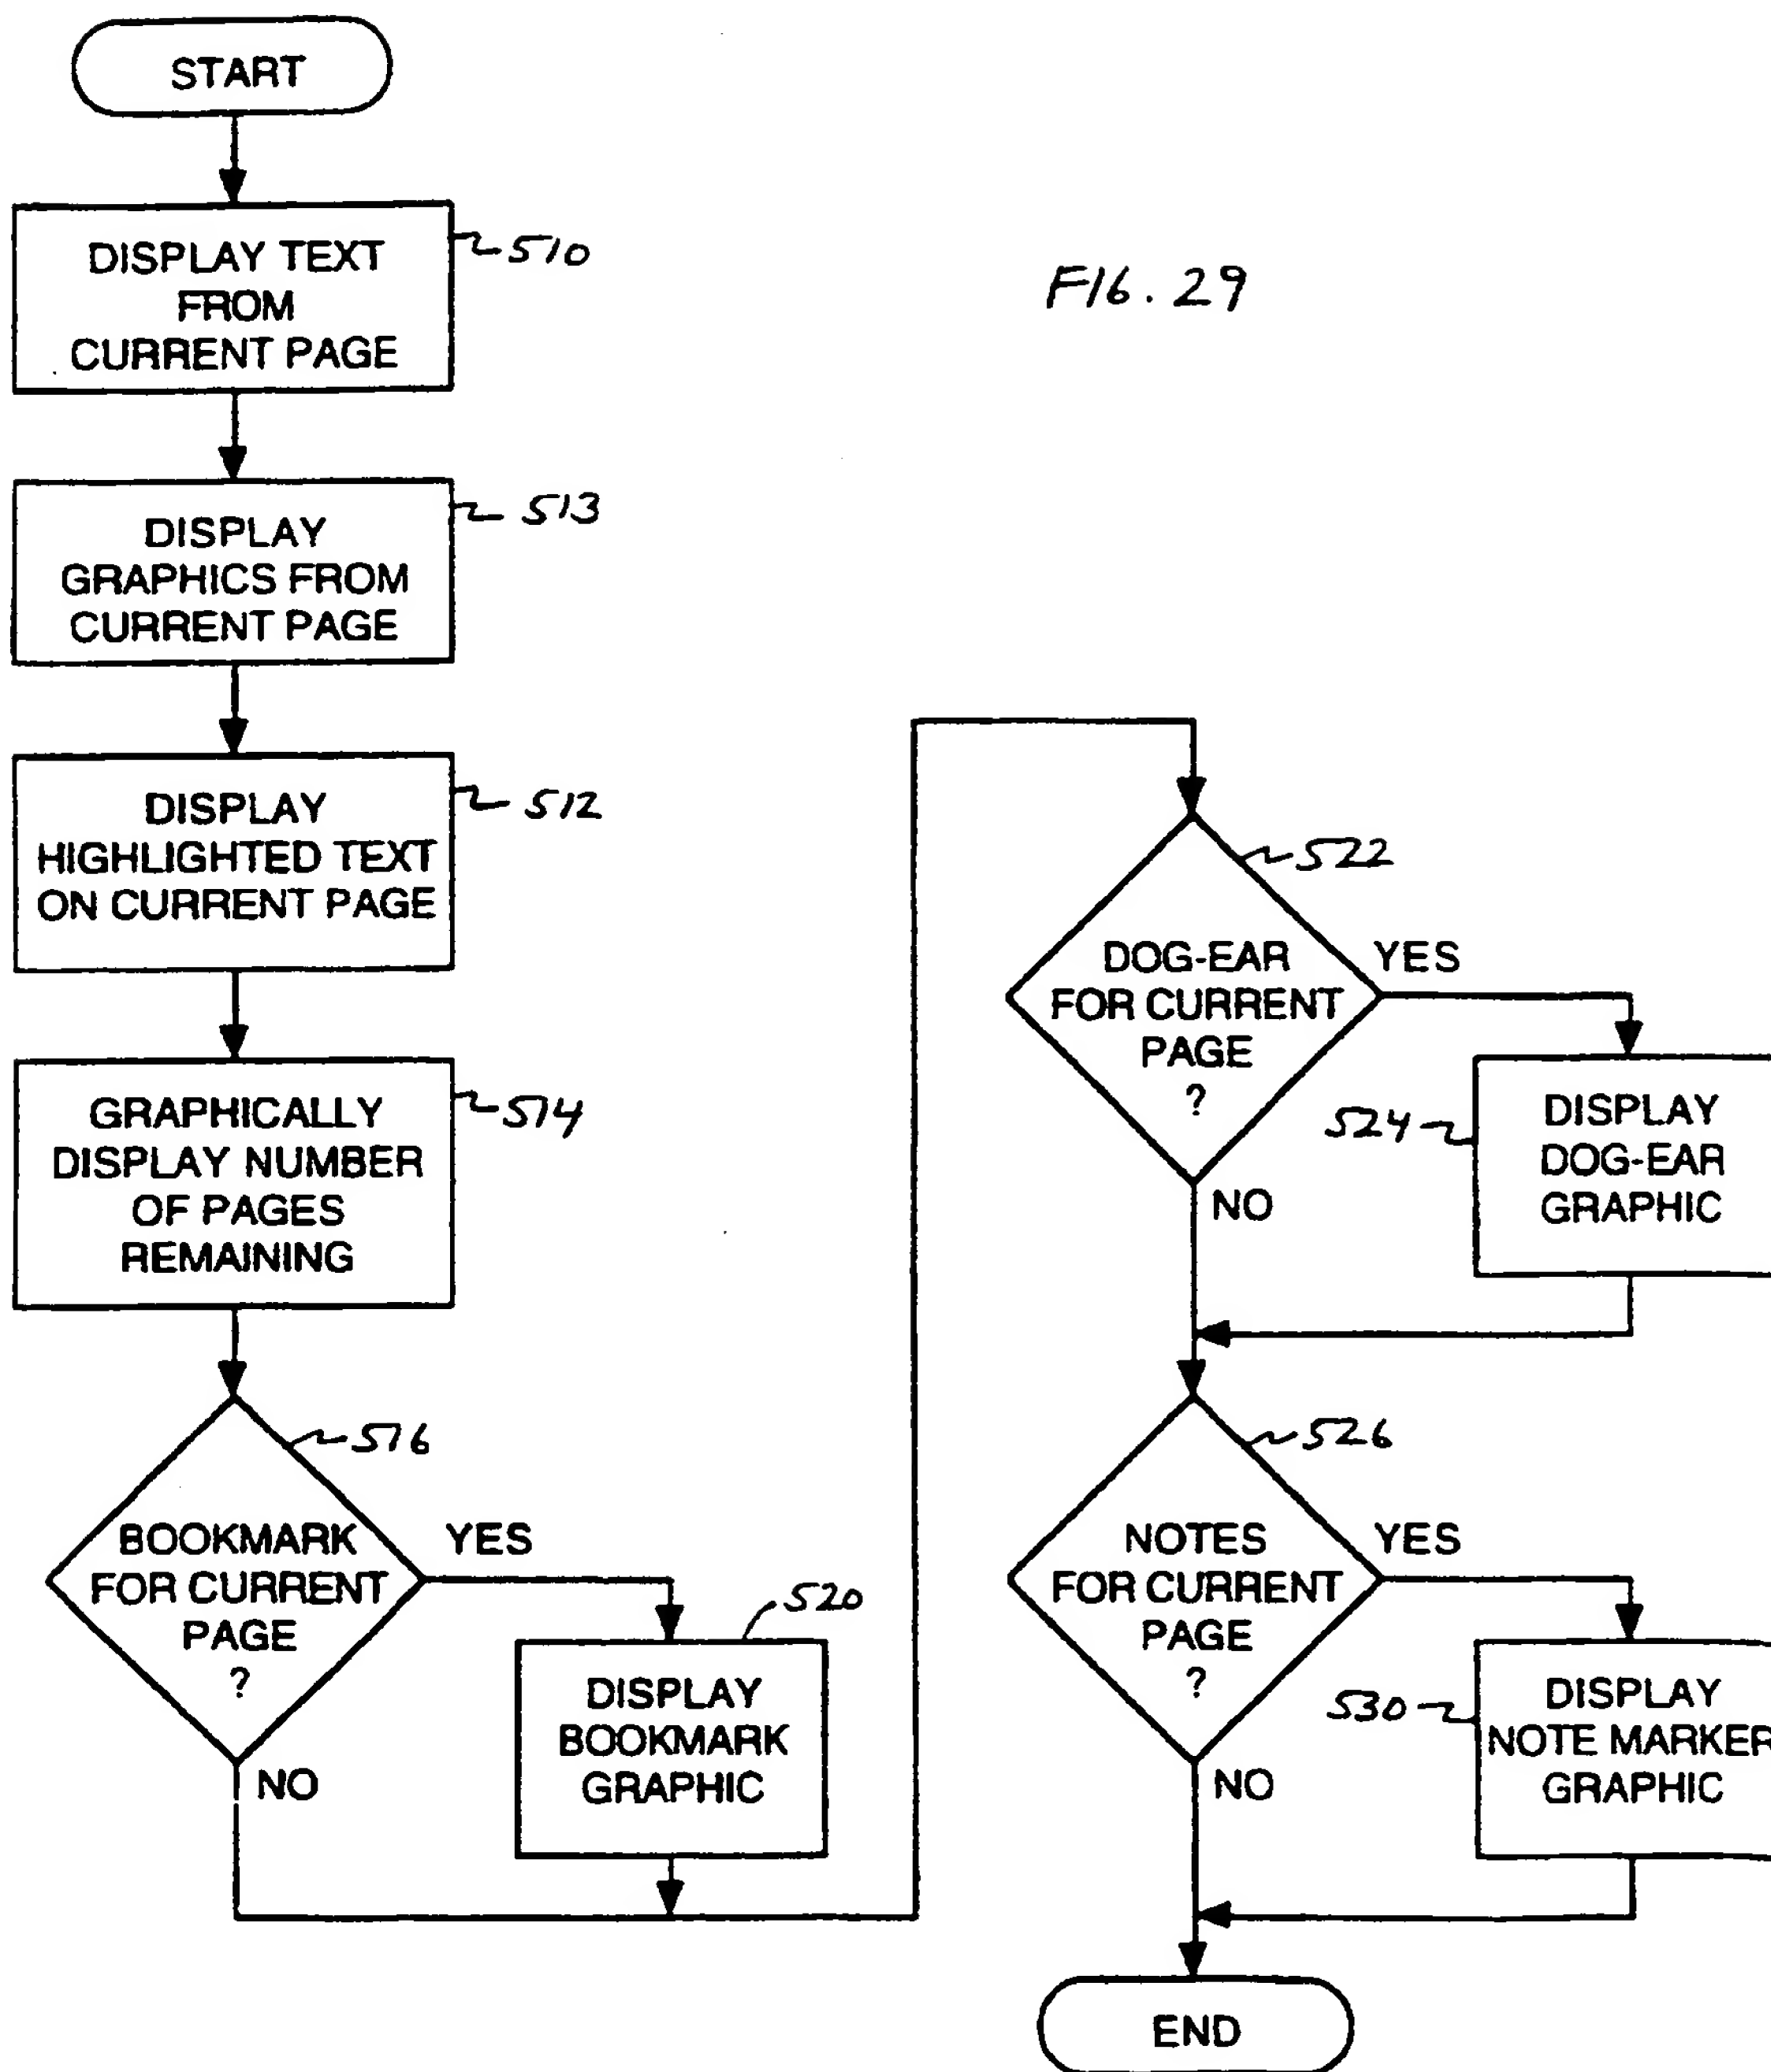 START
DISPLAY TEXT
FROM
CURRENT PAGE
510
FIG. 29
DISPLAY
GRAPHICS FROM
CURRENT PAGE
513
DISPLAY
HIGHLIGHTED TEXT
ON CURRENT PAGE
512
GRAPHICALLY
DISPLAY NUMBER
OF PAGES
REMAINING
514
BOOKMARK
FOR CURRENT
PAGE
?
516
YES
NO
DISPLAY
BOOKMARK
GRAPHIC
520
DOG-EAR
FOR CURRENT
PAGE
?
522
YES
NO
DISPLAY
DOG-EAR
GRAPHIC
524
NOTES
FOR CURRENT
PAGE
?
526
YES
NO
DISPLAY
NOTE MARKER
GRAPHIC
530
END